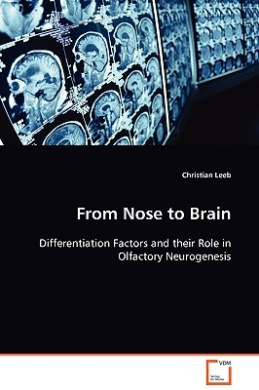 Christian Leeb
From Nose to Brain
Differentiation Factors and their Role in
Olfactory Neurogenesis
VDM